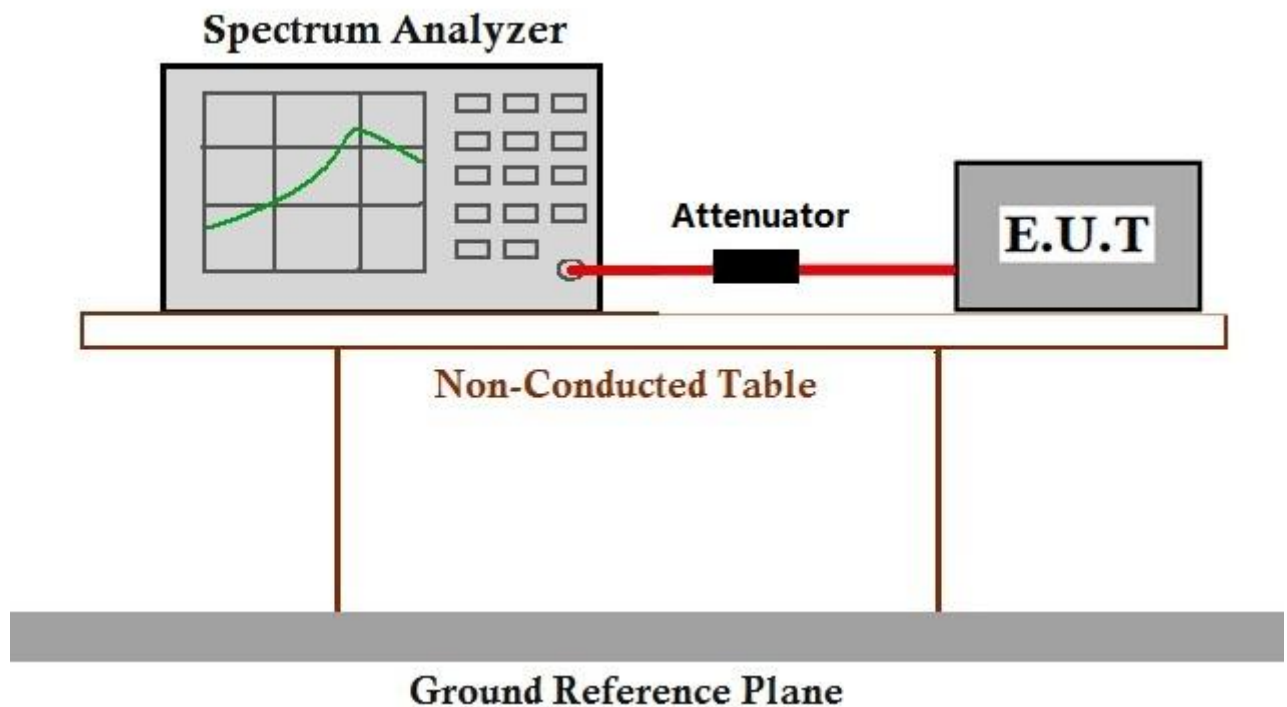 Spectrum Analyzer
Attenuator
E.U.T
Non-Conducted Table
Ground Reference Plane